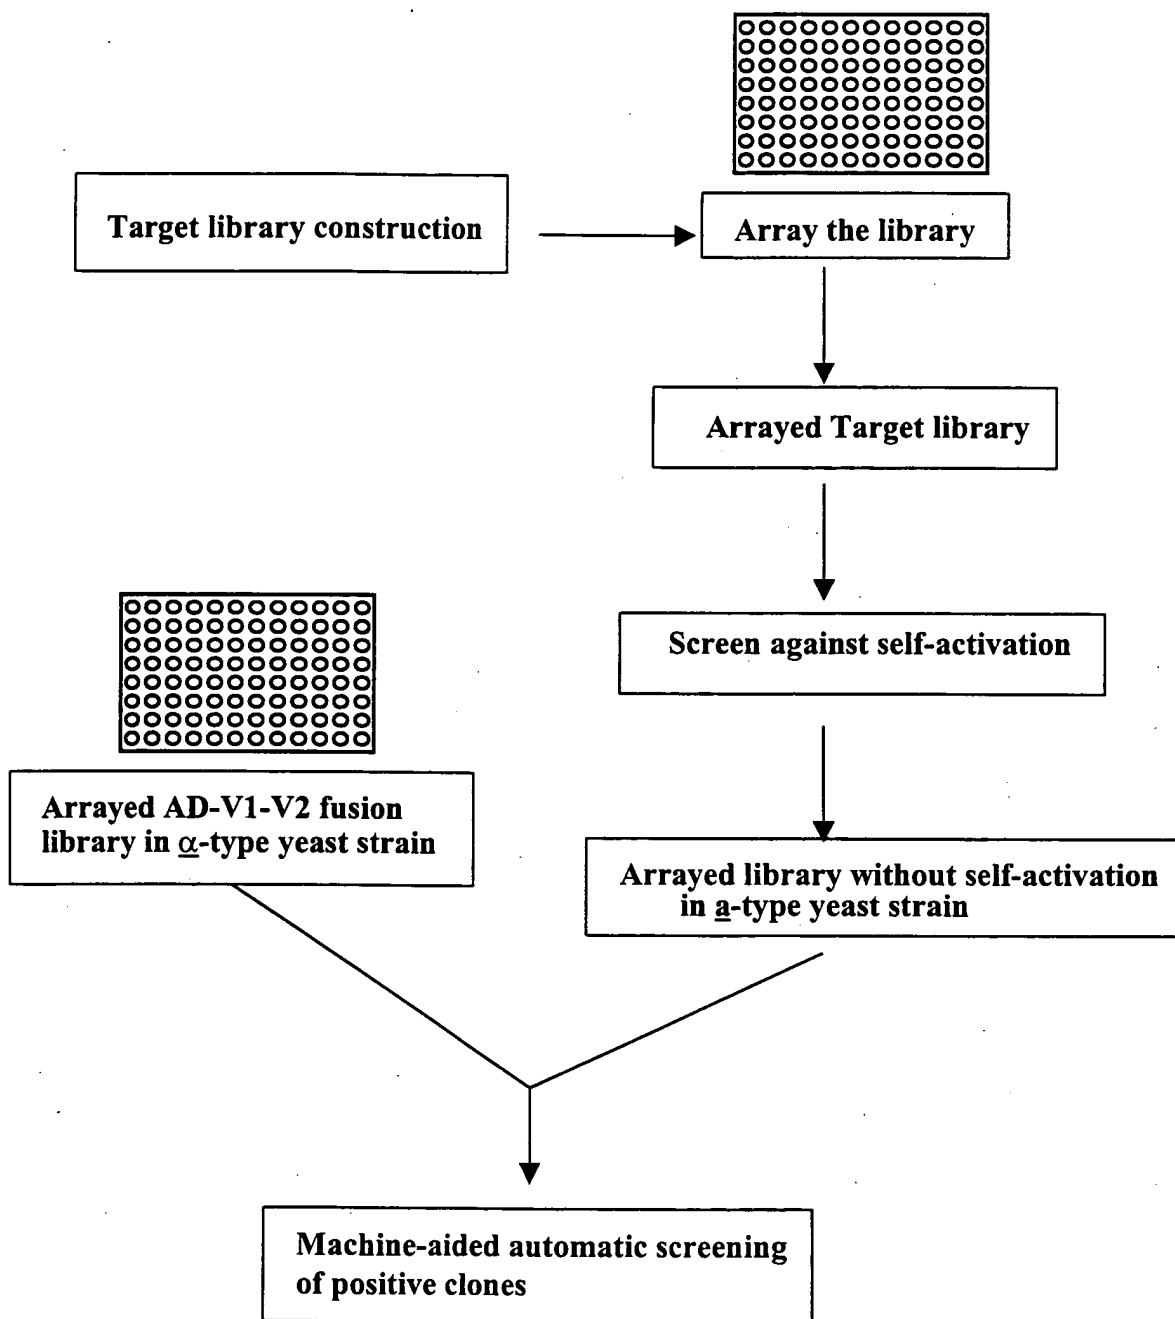 Target library construction
Array the library
Arrayed Target library
Screen against self-activation
Arrayed AD-V1-V2 fusion
library in α-type yeast strain
Arrayed library without self-activation
in a-type yeast strain
Machine-aided automatic screening
of positive clones